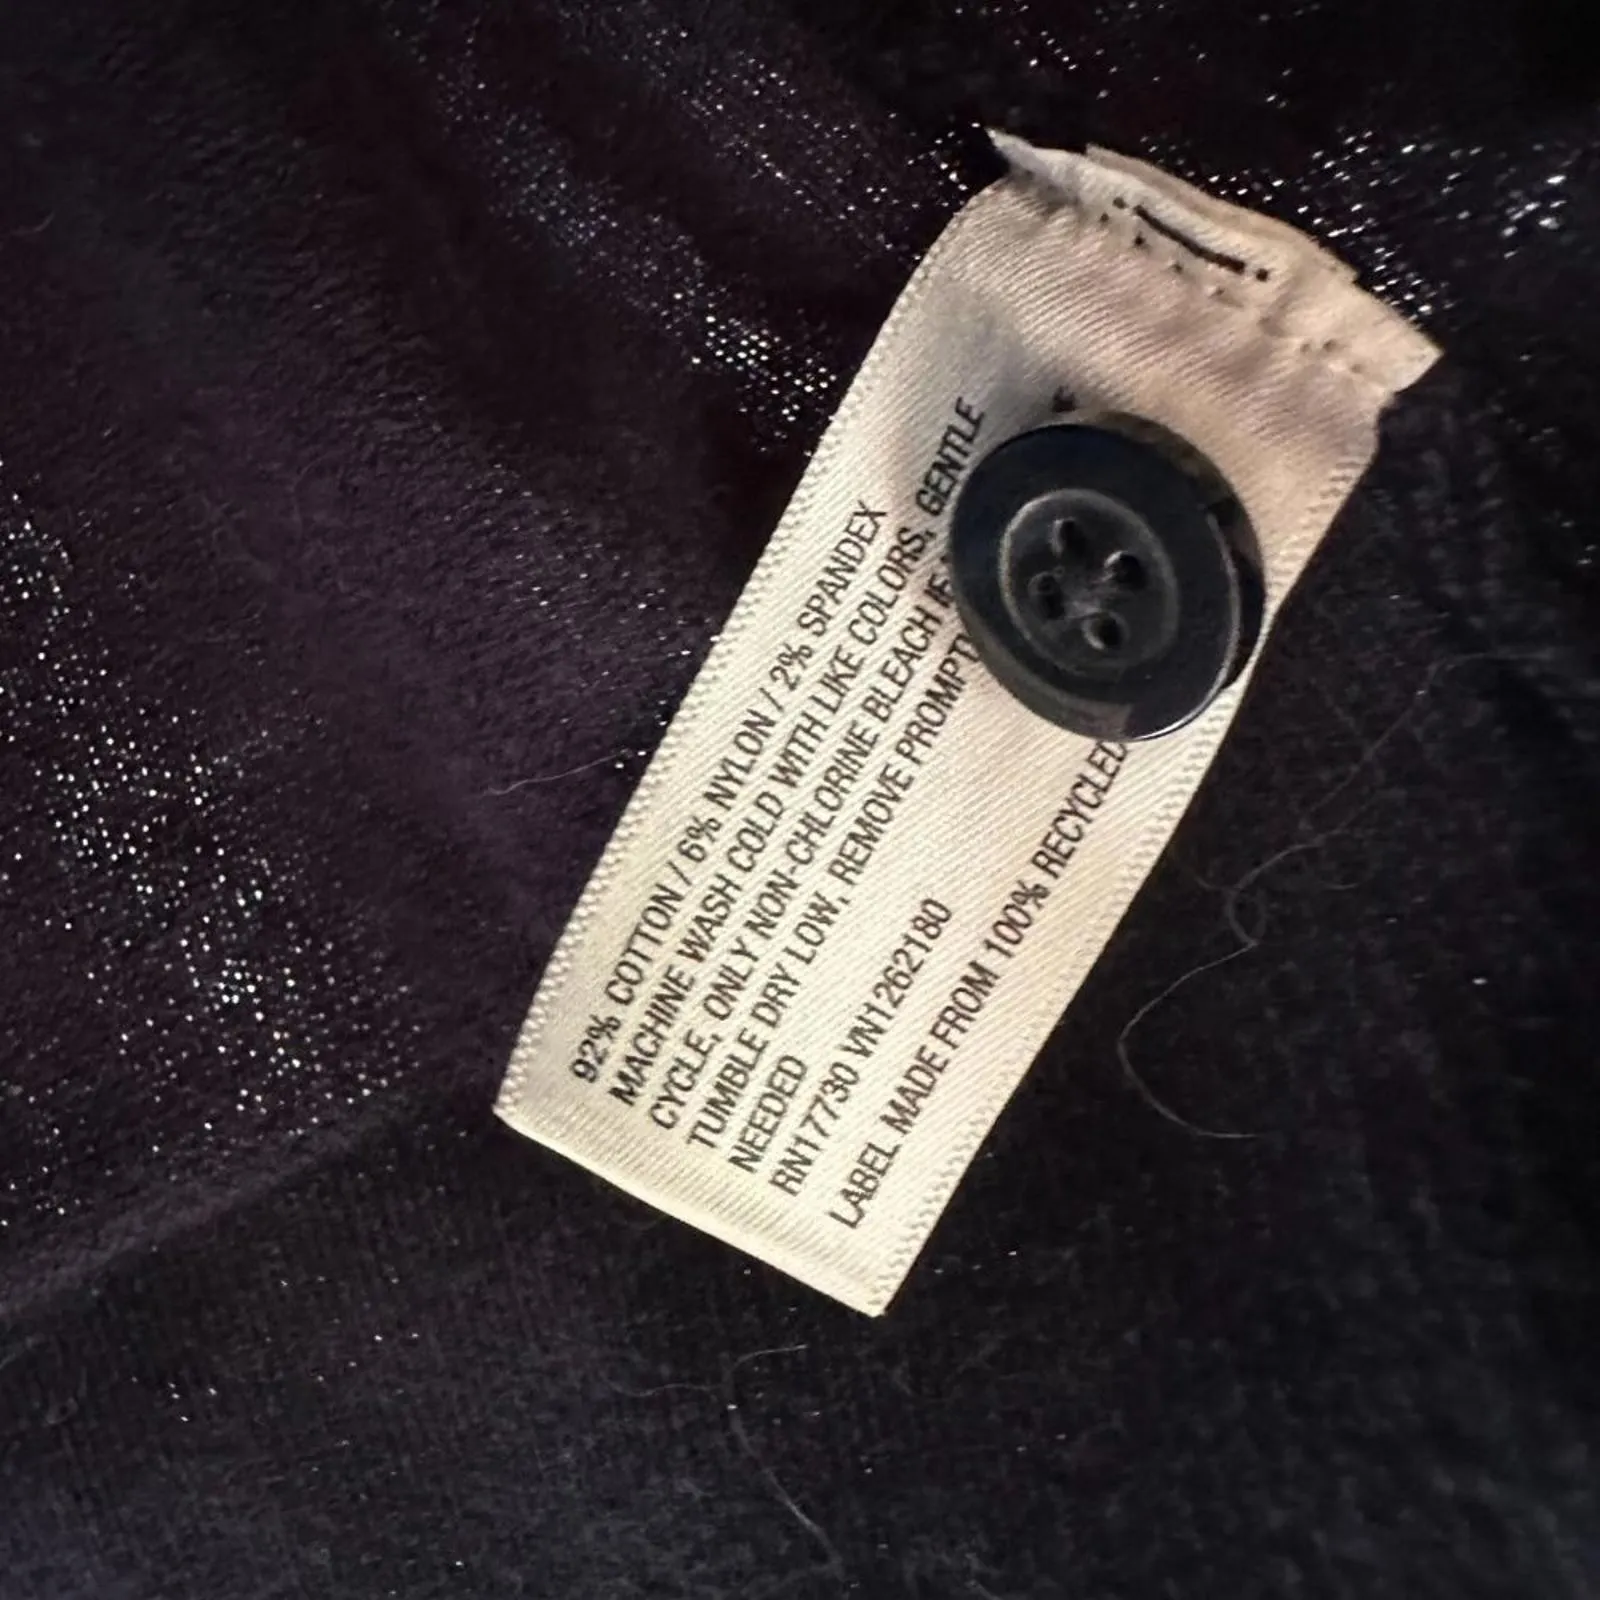 92% COTTON / 6% NYLON / 2% SPANDEX
MACHINE WASH COLD WITH LIKE COLORS, GENTLE
CYCLE, ONLY NON-CHLORINE BLEACH IF
TUMBLE DRY LOW, REMOVE
NEEDED
RN17730 VN1262180
LABEL MADE FROM 100% RECYCLED